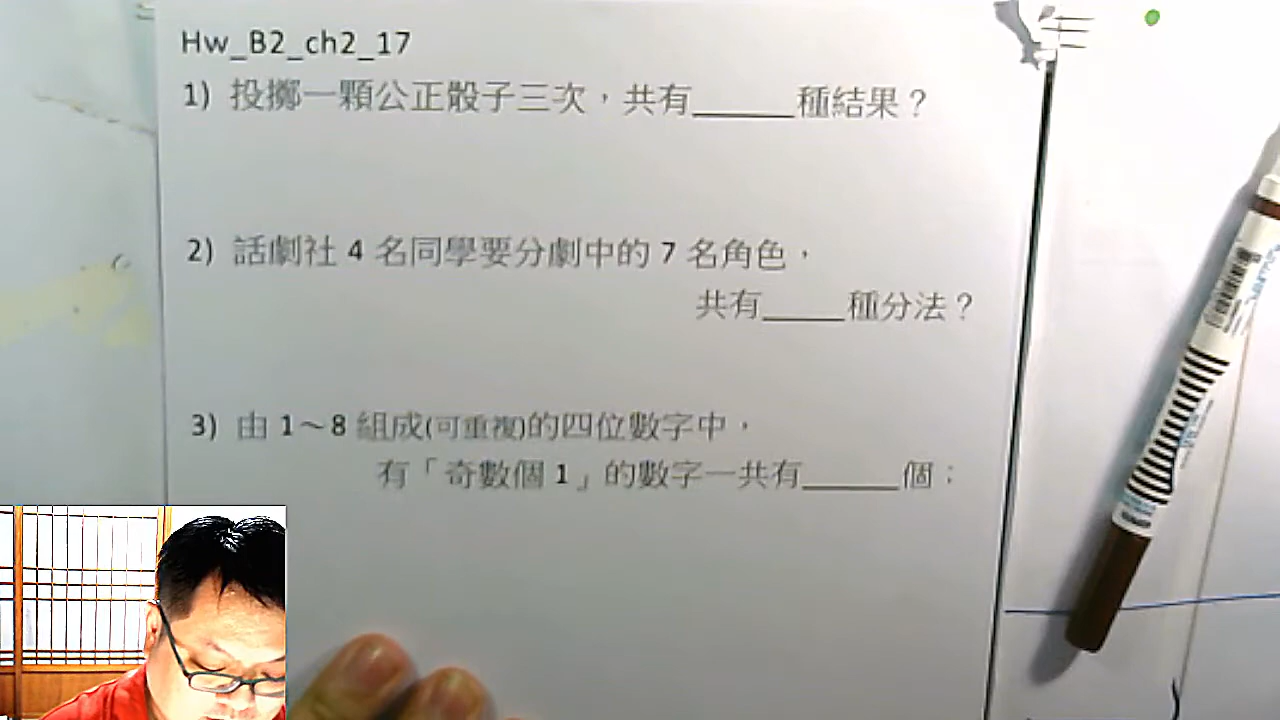 Hw_B2_ch2_17
1) 投擲一顆公正骰子三次，共有______種結果？
2) 話劇社 4 名同學要分劇中的 7 名角色，
共有_____種分法？
3) 由 1～8 組成(可重複)的四位數字中，
有「奇數個 1」的數字一共有______個；